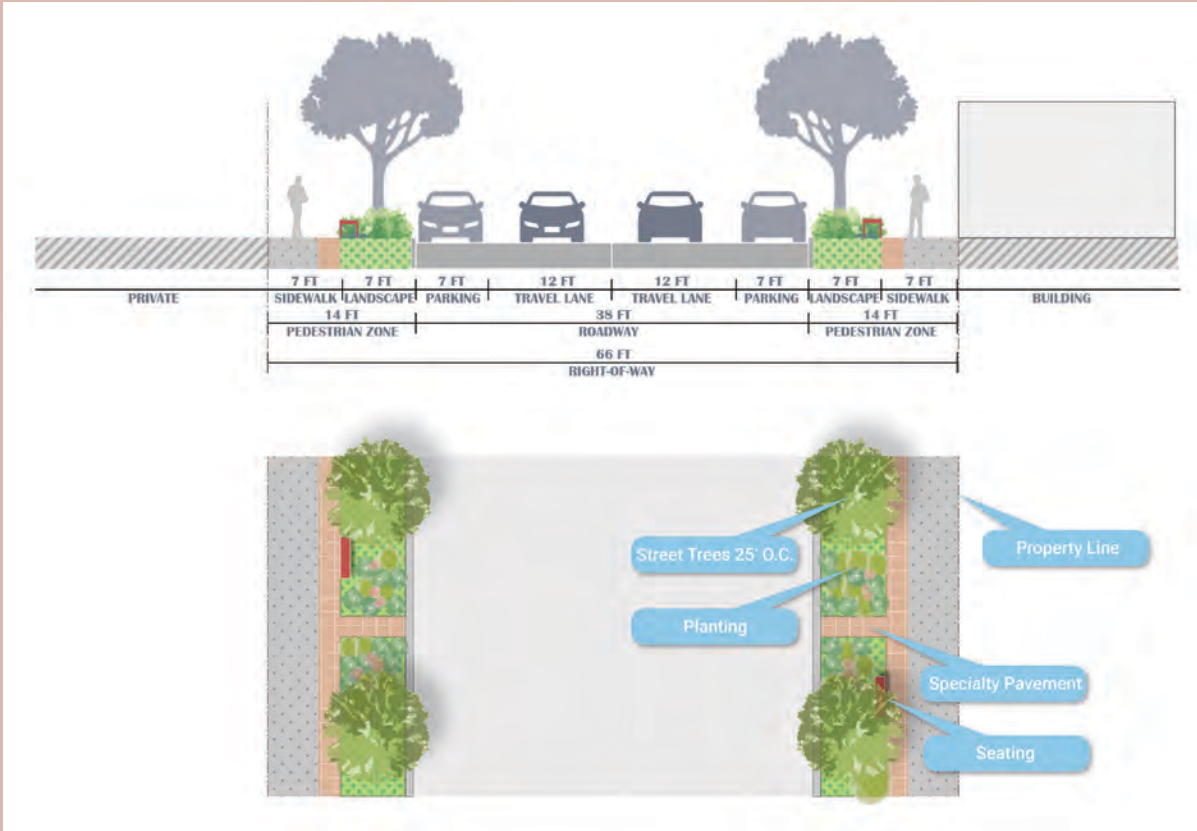 7 FT 7 FT 7 FT 12 FT 12 FT 7 FT 7 FT 7 FT
PRIVATE SIDEWALK LANDSCAPE PARKING TRAVEL LANE TRAVEL LANE PARKING LANDSCAPE SIDEWALK BUILDING
14 FT 38 FT 14 FT
PEDESTRIAN ZONE ROADWAY PEDESTRIAN ZONE
66 FT
RIGHT-OF-WAY
Street Trees 25' O.C.
Property Line
Planting
Specialty Pavement
Seating